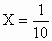 X = 1/10